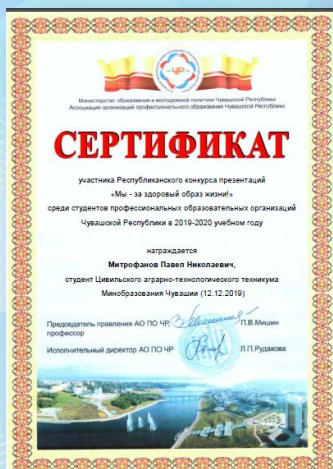 Министерство образования и молодежной политики Чувашской Республики
Ассоциация организаций профессионального образования Чувашской Республики
СЕРТИФИКАТ
участника Республиканского конкурса презентаций
«Мы - за здоровый образ жизни!»
среди студентов профессиональных образовательных организаций
Чувашской Республики в 2019-2020 учебном году
награждается
Митрофанов Павел Николаевич,
студент Цивильского аграрно-технологического техникума
Минобразования Чувашии (12.12.2019)
Председатель правления АО ПО ЧР, П.В.Мишин
профессор
Исполнительный директор АО ПО ЧР Л.П.Рудакова